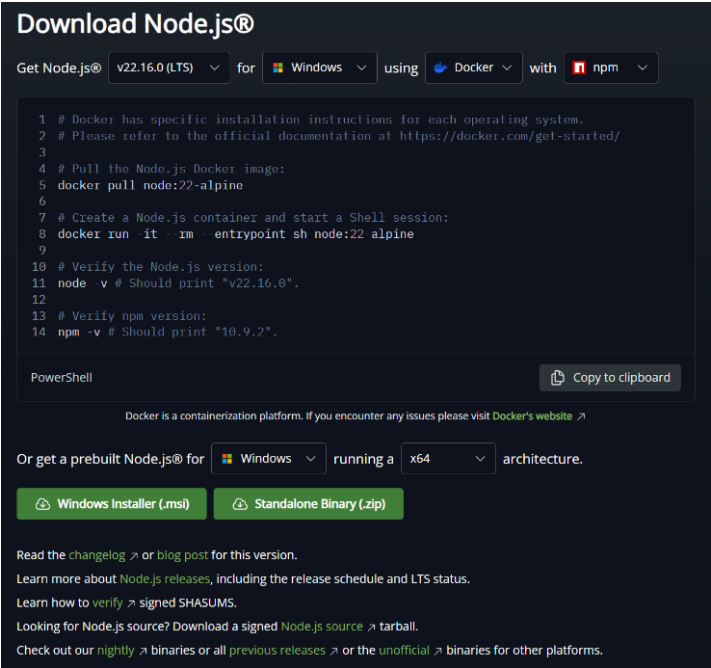 Download Node.js®
Get Node.js® v22.16.0 (LTS) for Windows using Docker with npm
1 # Docker has specific installation instructions for each operating system.
2 # Please refer to the official documentation at https://docker.com/get-started/
3
4 # Pull the Node.js Docker image:
5 docker pull node:22-alpine
6
7 # Create a Node.js container and start a Shell session:
8 docker run -it --rm --entrypoint sh node:22-alpine
9
10 # Verify the Node.js version:
11 node -v # Should print "v22.16.0".
12
13 # Verify npm version:
14 npm -v # Should print "10.9.2".
PowerShell Copy to clipboard
Docker is a containerization platform. If you encounter any issues please visit Docker's website
Or get a prebuilt Node.js® for Windows running a x64 architecture.
Windows Installer (.msi) Standalone Binary (.zip)
Read the changelog or blog post for this version.
Learn more about Node.js releases, including the release schedule and LTS status.
Learn how to verify signed SHASUMS.
Looking for Node.js source? Download a signed Node.js source tarball.
Check out our nightly binaries or all previous releases or the unofficial binaries for other platforms.